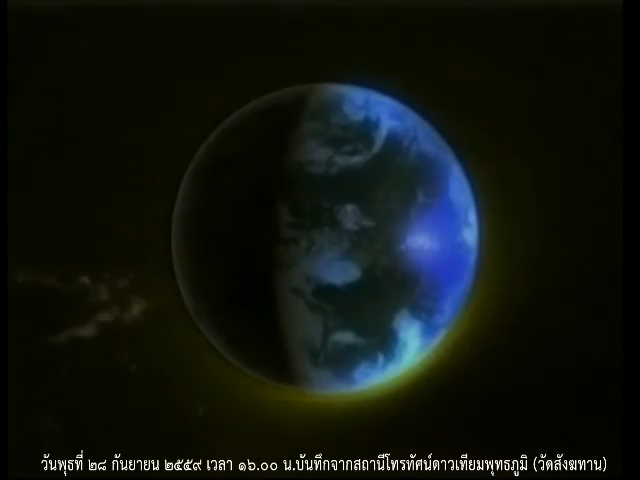 วันพุธที่ ๒๘ กันยายน ๒๕๕๙ เวลา ๑๖.๐๐ น.บันทึกจากสถานีโทรทัศน์ดาวเทียมพุทธภูมิ (วัดสังฆทาน)